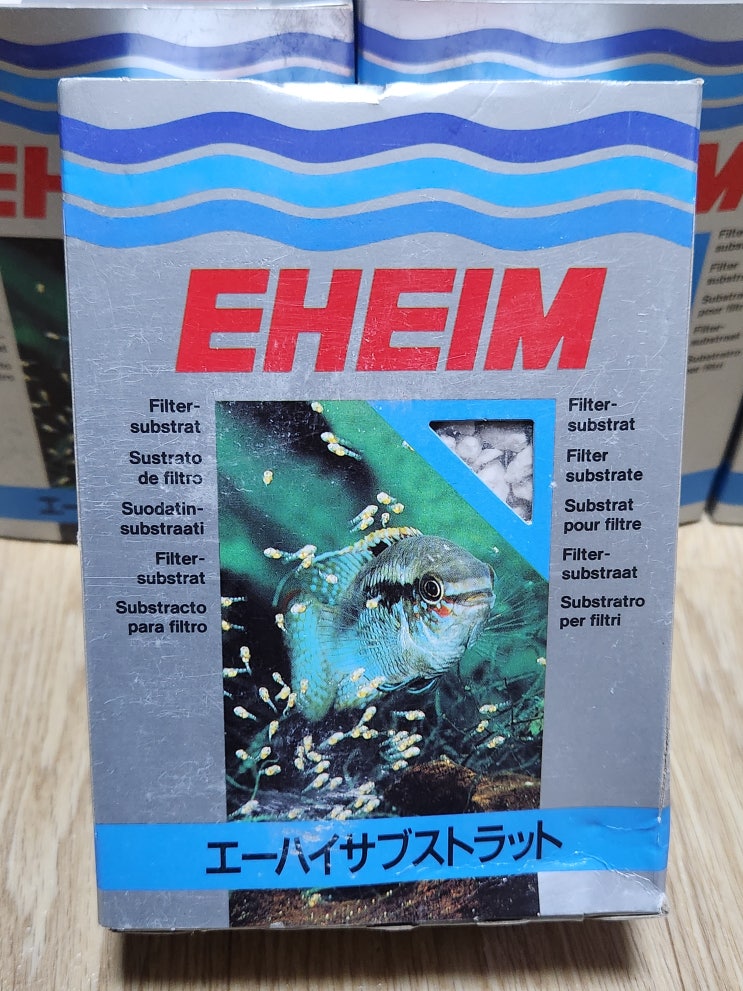 EHEIM
Filter-
substrat
Sustrato
de filtro
Suodatin-
substraati
Filter-
substrat
Substracto
para filtro
Filter-
substrat
Filter
substrate
Substrat
pour filtre
Filter-
substraat
Substratro
per filtri
エーハイサブストラット